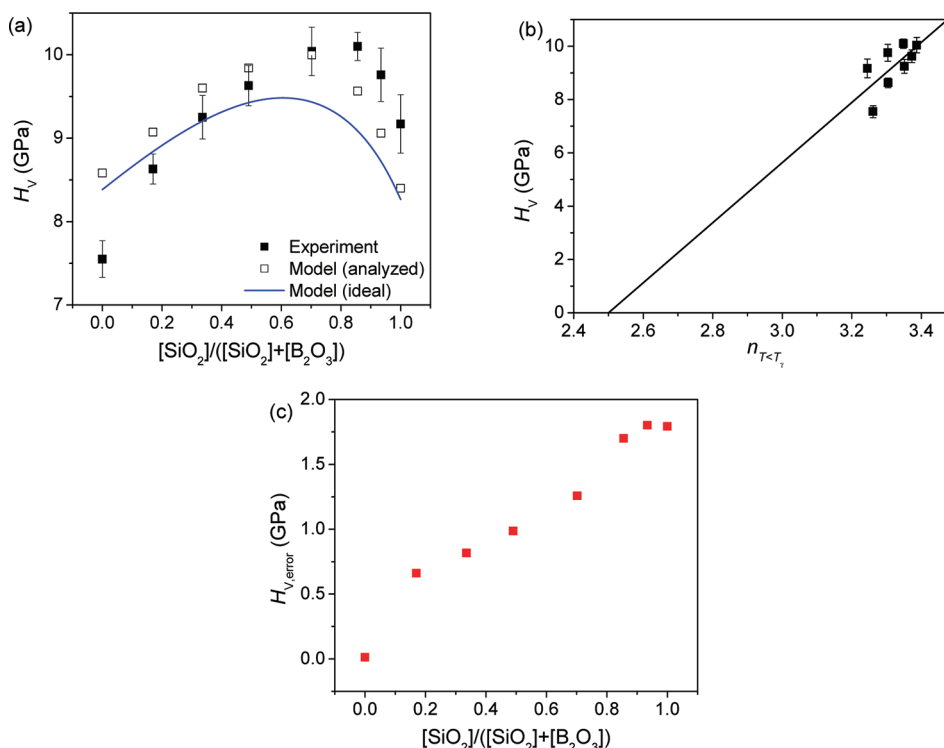 (a)
10
9
8
7
H_V (GPa)
Experiment
Model (analyzed)
Model (ideal)
0.0 0.2 0.4 0.6 0.8 1.0
[SiO₂]/([SiO₂]+[B₂O₃])
(b)
12
10
8
6
4
2
0
H_V (GPa)
2.4 2.6 2.8 3.0 3.2 3.4
n_{T<T_γ}
(c)
2.0
1.5
1.0
0.5
0.0
H_{V,error} (GPa)
0.0 0.2 0.4 0.6 0.8 1.0
[SiO₂]/([SiO₂]+[B₂O₃])